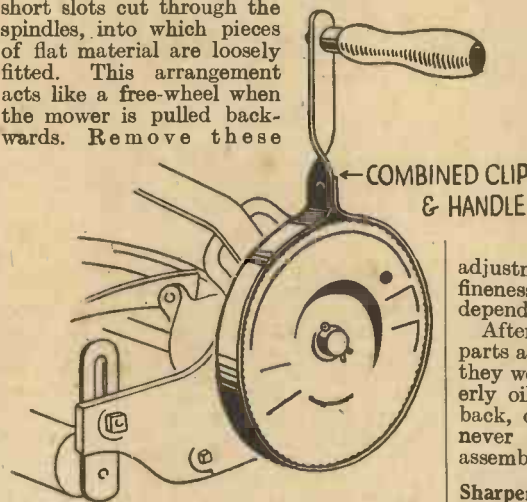 short slots cut through the
spindles, into which pieces
of flat material are loosely
fitted. This arrangement
acts like a free-wheel when
the mower is pulled back-
wards. Remove these
COMBINED CLIP
& HANDLE
adjustm
fineness
depend
After
parts a
they we
erly oi
back, o
never
assemb
Sharpe